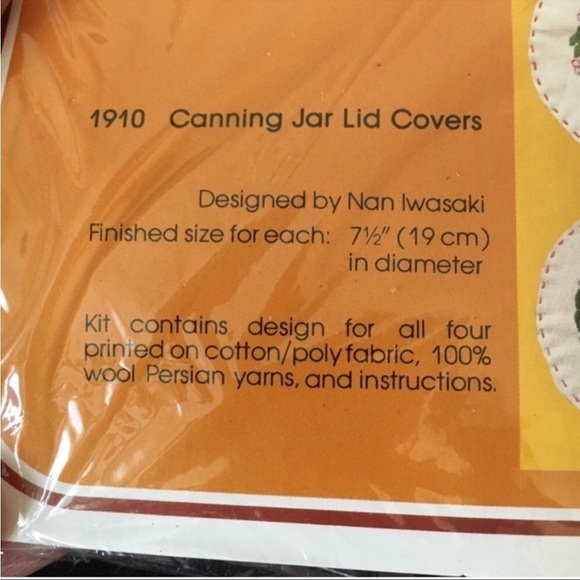 1910 Canning Jar Lid Covers
Designed by Nan Iwasaki
Finished size for each: 7½" (19 cm)
in diameter
Kit contains design for all four
printed on cotton/poly fabric, 100%
wool Persian yarns, and instructions.